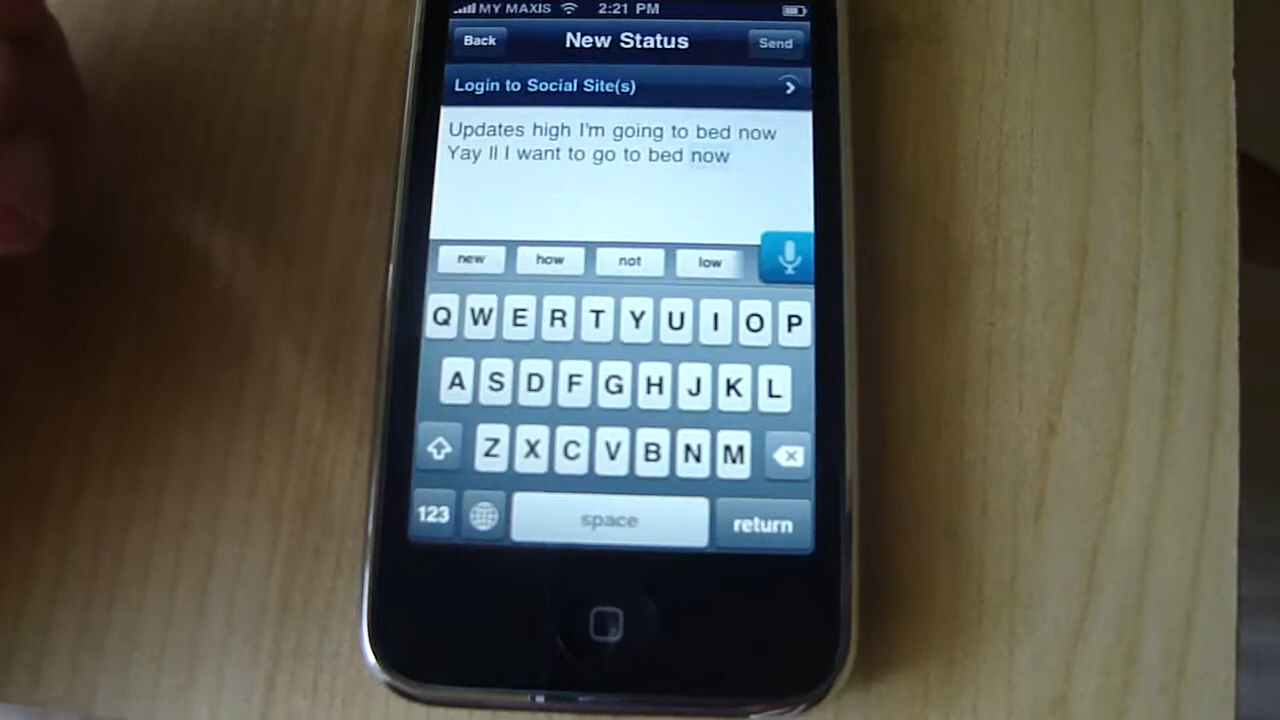 MY MAXIS 2:21 PM
Back New Status Send
Login to Social Site(s)
Updates high I'm going to bed now
Yay ll I want to go to bed now
new how not low
Q W E R T Y U I O P
A S D F G H J K L
Z X C V B N M
123 space return